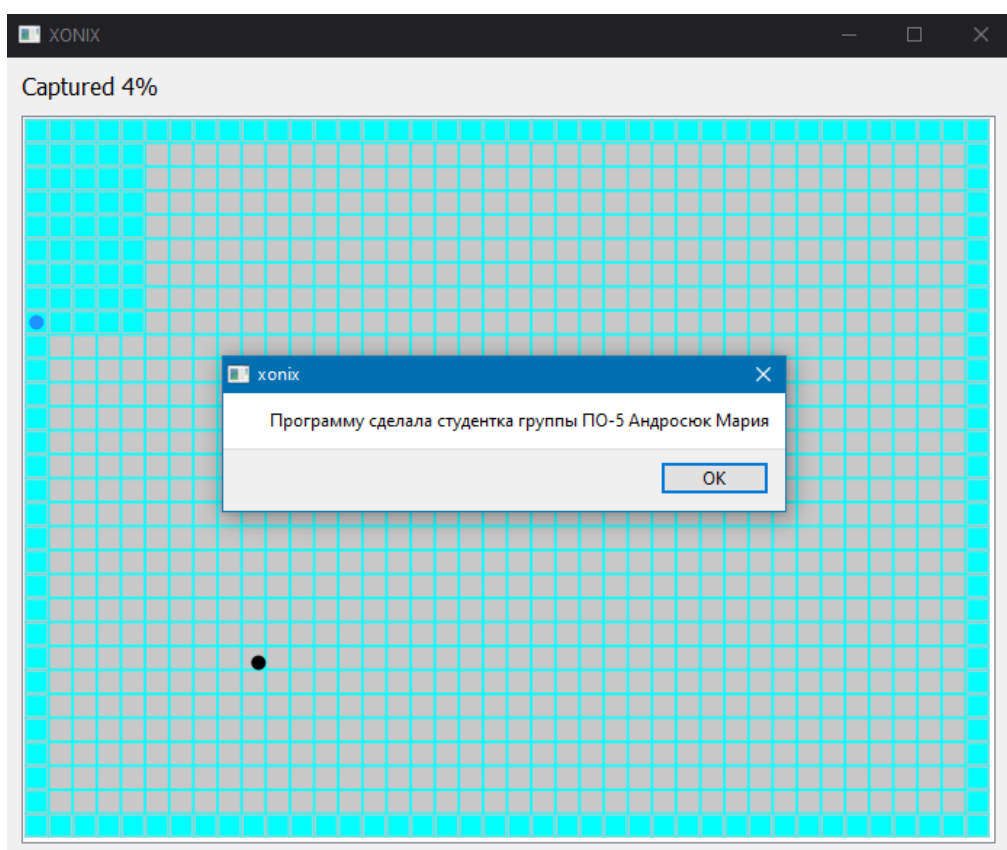 XONIX
Captured 4%
xonix
Программу сделала студентка группы ПО-5 Андросюк Мария
OK